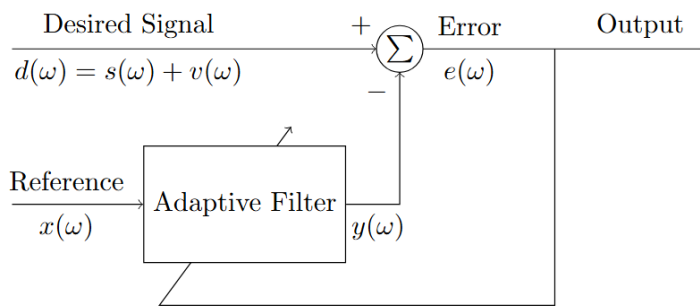 Desired Signal
+
Error
Output
∑
d(ω) = s(ω) + v(ω)
e(ω)
−
Reference
Adaptive Filter
x(ω)
y(ω)